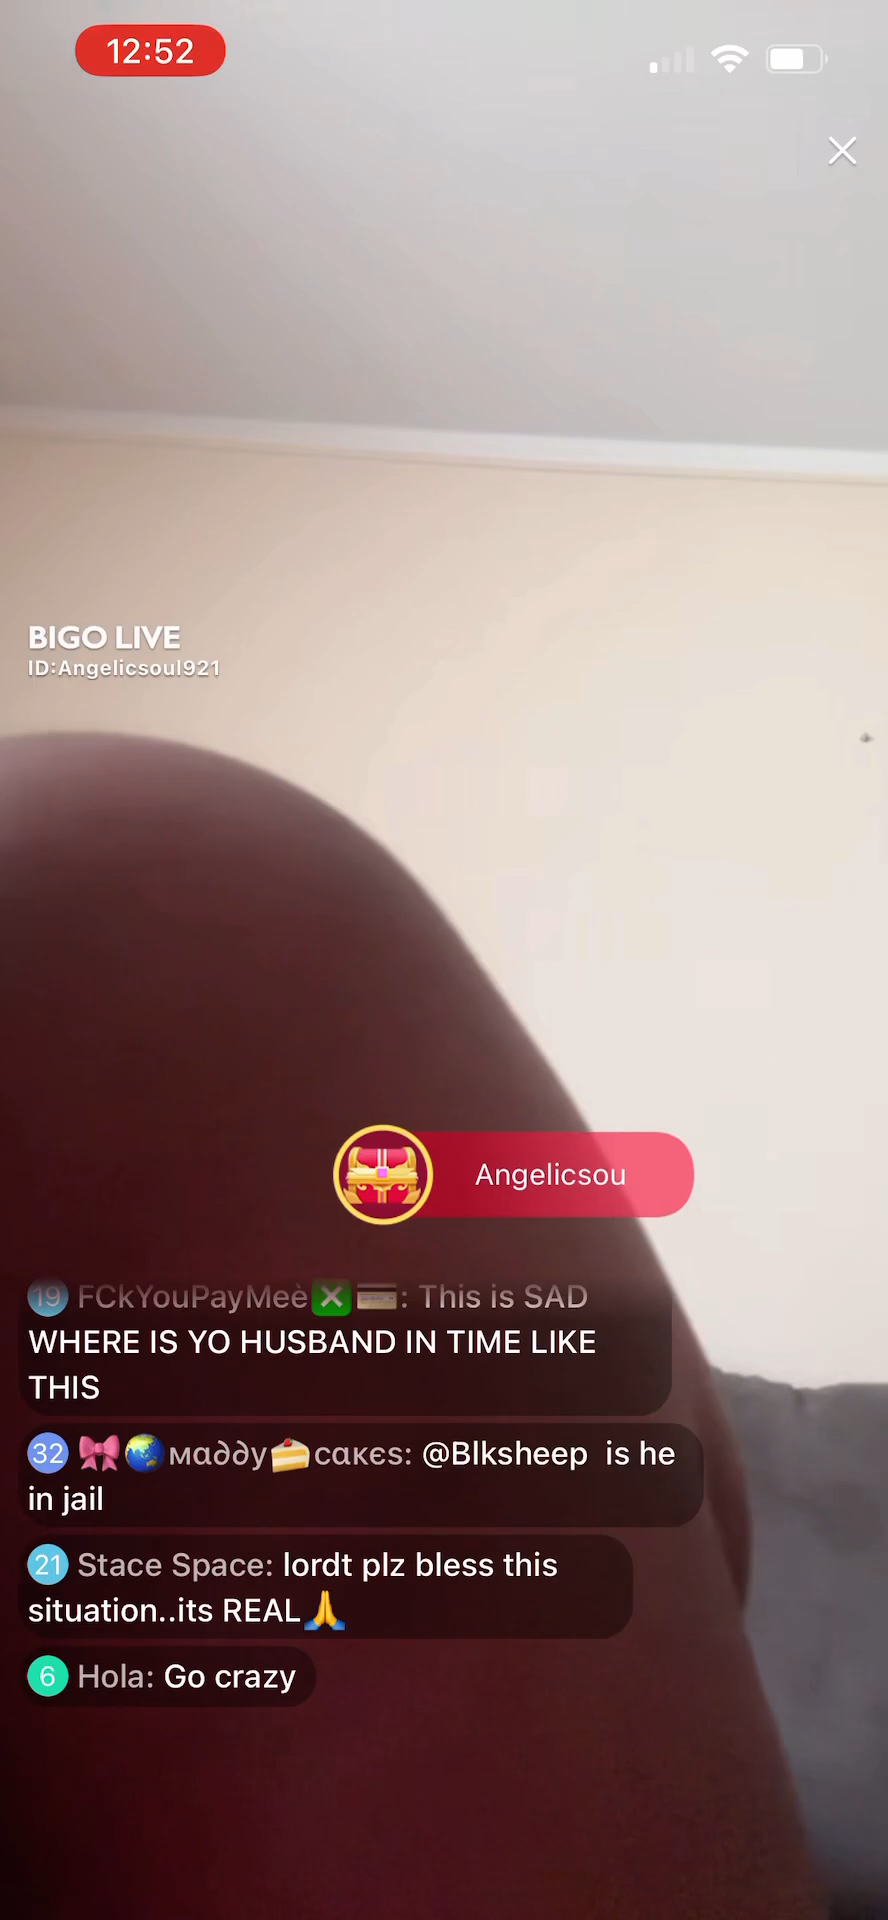 12:52
BIGO LIVE
ID:Angelicsoul921
Angelicsou
19 FCkYouPayMeè❎💳: This is SAD
WHERE IS YO HUSBAND IN TIME LIKE
THIS
32 🎀🌏мα∂∂у🍰cαкєs: @Blksheep is he
in jail
21 Stace Space: lordt plz bless this
situation..its REAL🙏
6 Hola: Go crazy